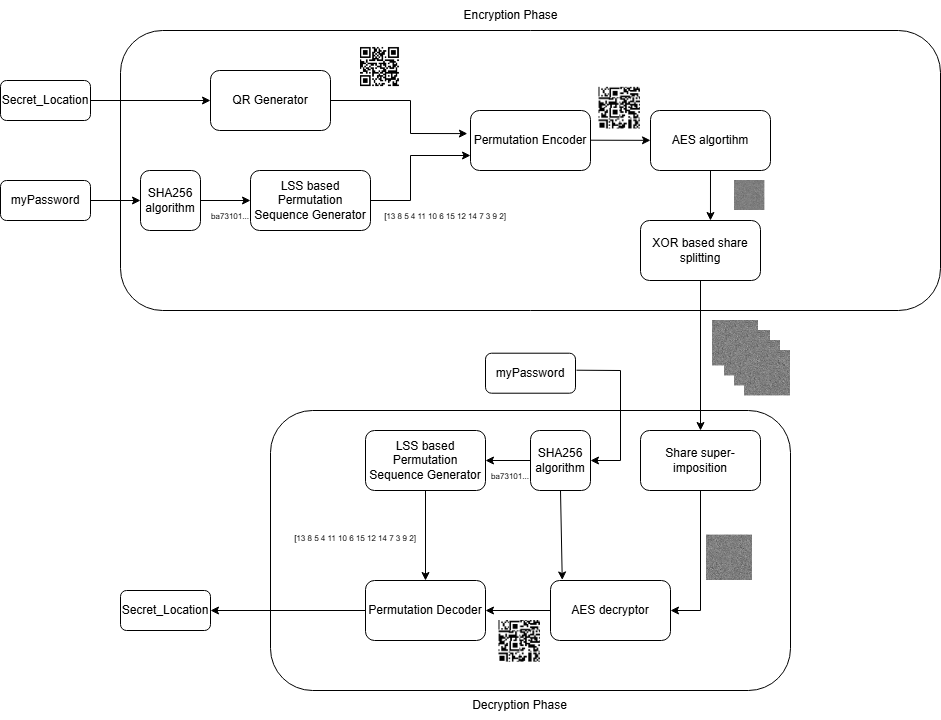 Encryption Phase
Secret_Location
QR Generator
Permutation Encoder
AES algortihm
myPassword
SHA256
algorithm
ba73101...
LSS based
Permutation
Sequence Generator
[13 8 5 4 11 10 6 15 12 14 7 3 9 2]
XOR based share
splitting
myPassword
LSS based
Permutation
Sequence Generator
ba73101...
SHA256
algorithm
Share super-
imposition
[13 8 5 4 11 10 6 15 12 14 7 3 9 2]
Secret_Location
Permutation Decoder
AES decryptor
Decryption Phase